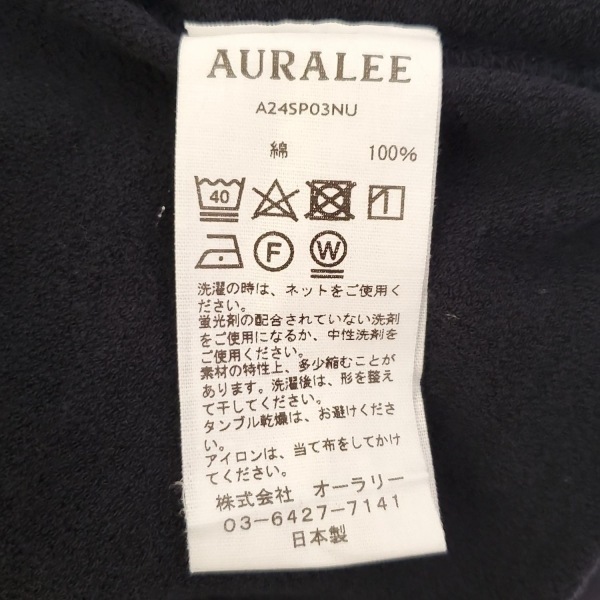 AURALEE
A24SP03NU
綿 100%
40
F W
洗濯の時は、ネットをご使用く
ださい。
蛍光剤の配合されていない洗剤
をご使用になるか、中性洗剤を
ご使用ください。
素材の特性上、多少縮むことが
あります。洗濯後は、形を整え
て干してください。
タンブル乾燥は、お避けくださ
い。
アイロンは、当て布をしてかけ
てください。
株式会社 オーラリー
03-6427-7141
日本製